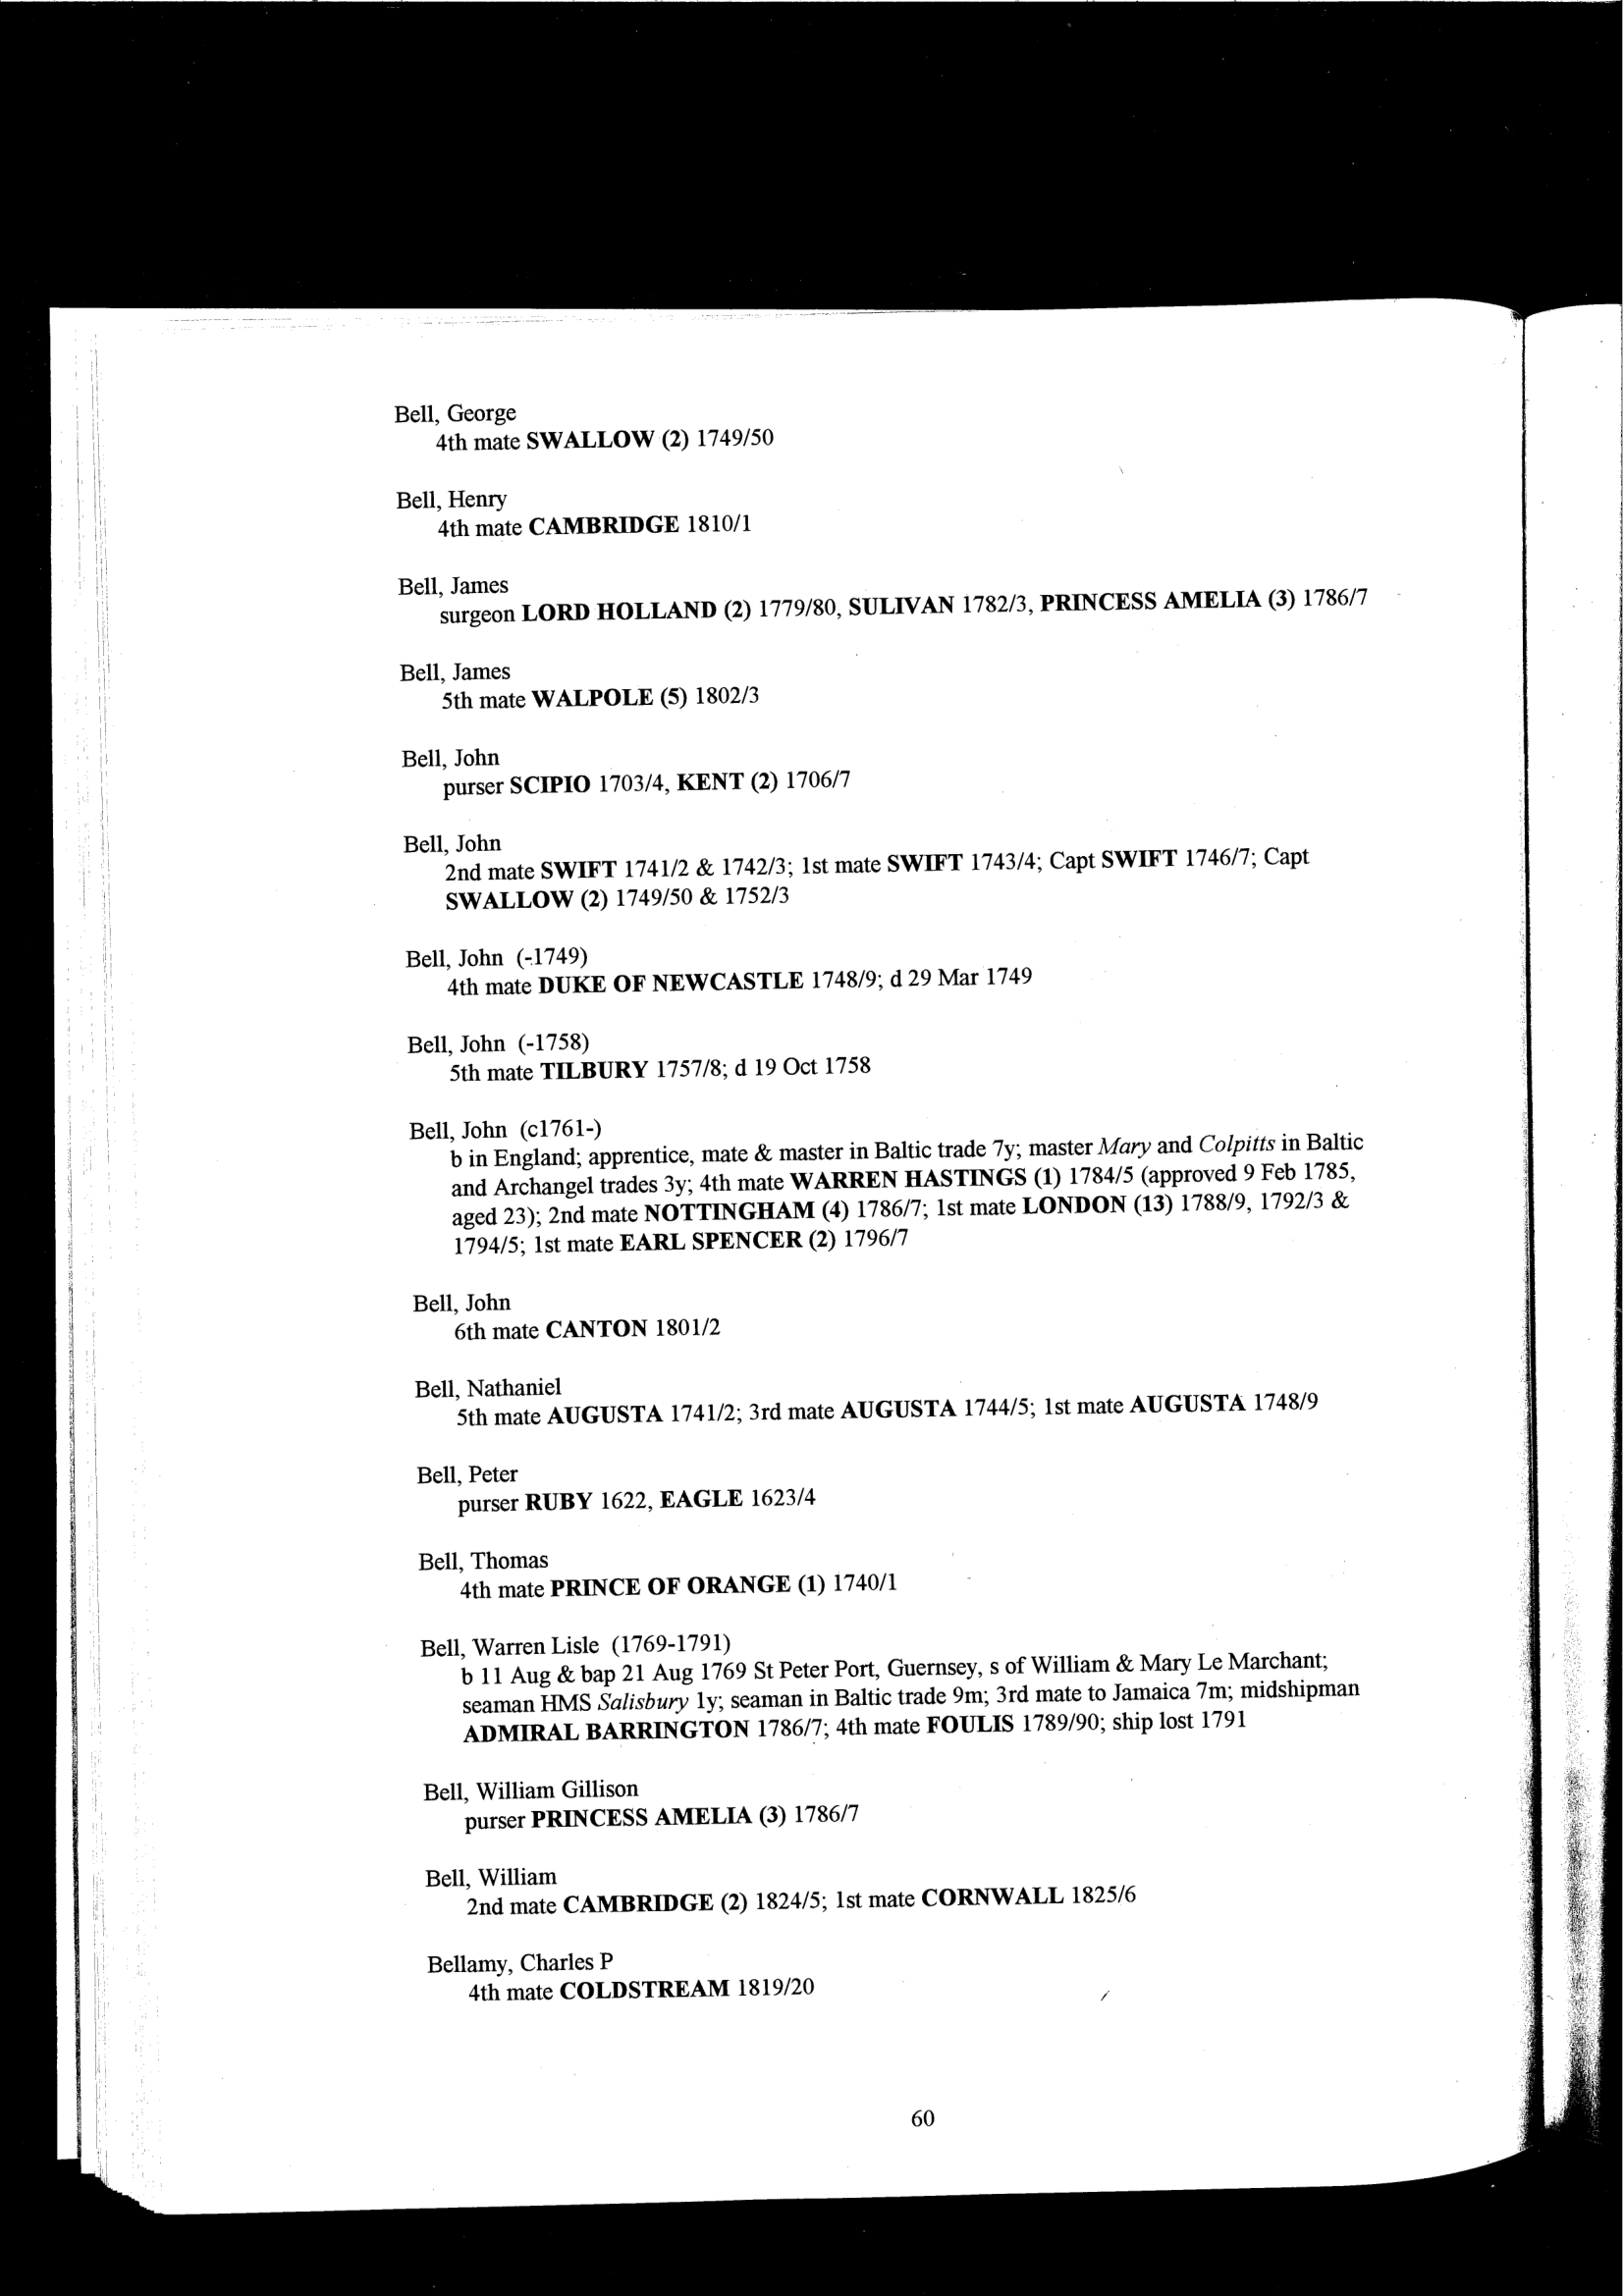 Bell, George
4th mate SWALLOW (2) 1749/50
Bell, Henry
4th mate CAMBRIDGE 1810/1
Bell, James
surgeon LORD HOLLAND (2) 1779/80, SULIVAN 1782/3, PRINCESS AMELIA (3) 1786/7
Bell, James
5th mate WALPOLE (5) 1802/3
Bell, John
purser SCIPIO 1703/4, KENT (2) 1706/7
Bell, John
2nd mate SWIFT 1741/2 & 1742/3; 1st mate SWIFT 1743/4; Capt SWIFT 1746/7; Capt
SWALLOW (2) 1749/50 & 1752/3
Bell, John (-1749)
4th mate DUKE OF NEWCASTLE 1748/9; d 29 Mar 1749
Bell, John (-1758)
5th mate TILBURY 1757/8; d 19 Oct 1758
Bell, John (c1761-)
b in England; apprentice, mate & master in Baltic trade 7y; master Mary and Colpitts in Baltic
and Archangel trades 3y; 4th mate WARREN HASTINGS (1) 1784/5 (approved 9 Feb 1785,
aged 23); 2nd mate NOTTINGHAM (4) 1786/7; 1st mate LONDON (13) 1788/9, 1792/3 &
1794/5; 1st mate EARL SPENCER (2) 1796/7
Bell, John
6th mate CANTON 1801/2
Bell, Nathaniel
5th mate AUGUSTA 1741/2; 3rd mate AUGUSTA 1744/5; 1st mate AUGUSTA 1748/9
Bell, Peter
purser RUBY 1622, EAGLE 1623/4
Bell, Thomas
4th mate PRINCE OF ORANGE (1) 1740/1
Bell, Warren Lisle (1769-1791)
b 11 Aug & bap 21 Aug 1769 St Peter Port, Guernsey, s of William & Mary Le Marchant;
seaman HMS Salisbury 1y; seaman in Baltic trade 9m; 3rd mate to Jamaica 7m; midshipman
ADMIRAL BARRINGTON 1786/7; 4th mate FOULIS 1789/90; ship lost 1791
Bell, William Gillison
purser PRINCESS AMELIA (3) 1786/7
Bell, William
2nd mate CAMBRIDGE (2) 1824/5; 1st mate CORNWALL 1825/6
Bellamy, Charles P
4th mate COLDSTREAM 1819/20
60